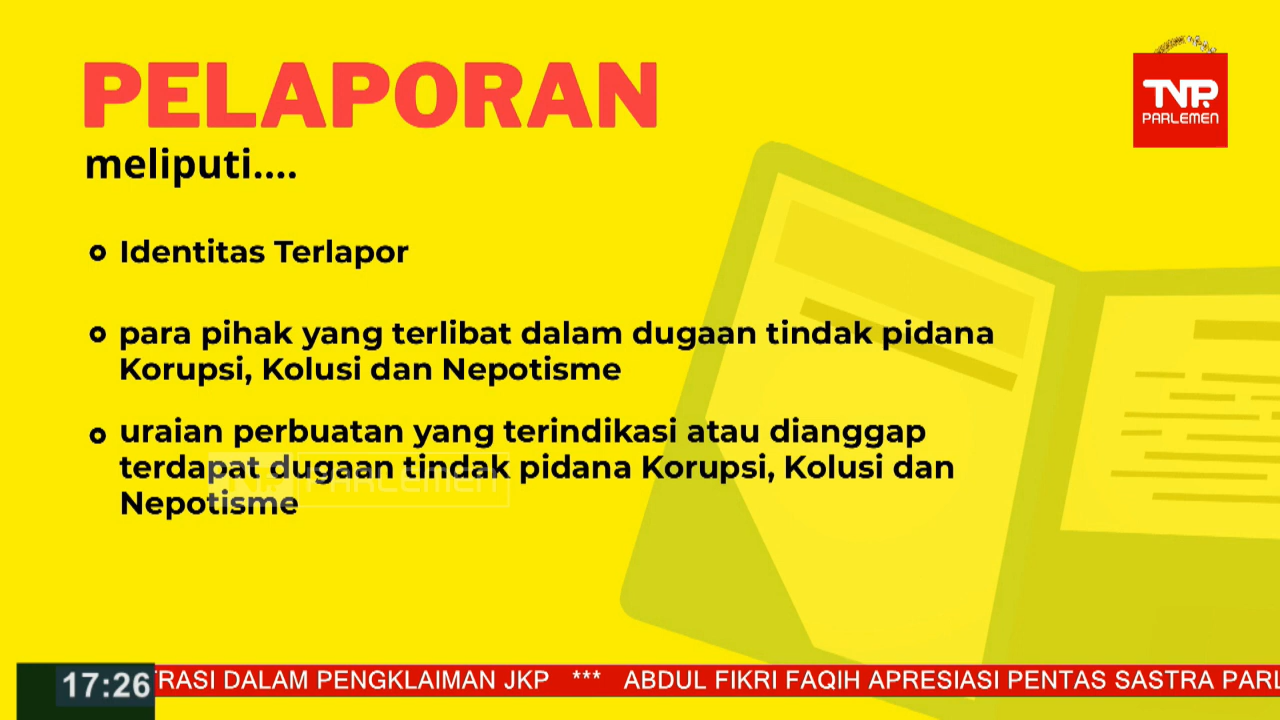 PELAPORAN
TVP.
PARLEMEN
meliputi....
Identitas Terlapor
para pihak yang terlibat dalam dugaan tindak pidana
Korupsi, Kolusi dan Nepotisme
uraian perbuatan yang terindikasi atau dianggap
terdapat dugaan tindak pidana Korupsi, Kolusi dan
Nepotisme
PARLEMEN
17:26
TRASI DALAM PENGKLAIMAN JKP *** ABDUL FIKRI FAQIH APRESIASI PENTAS SASTRA PARL